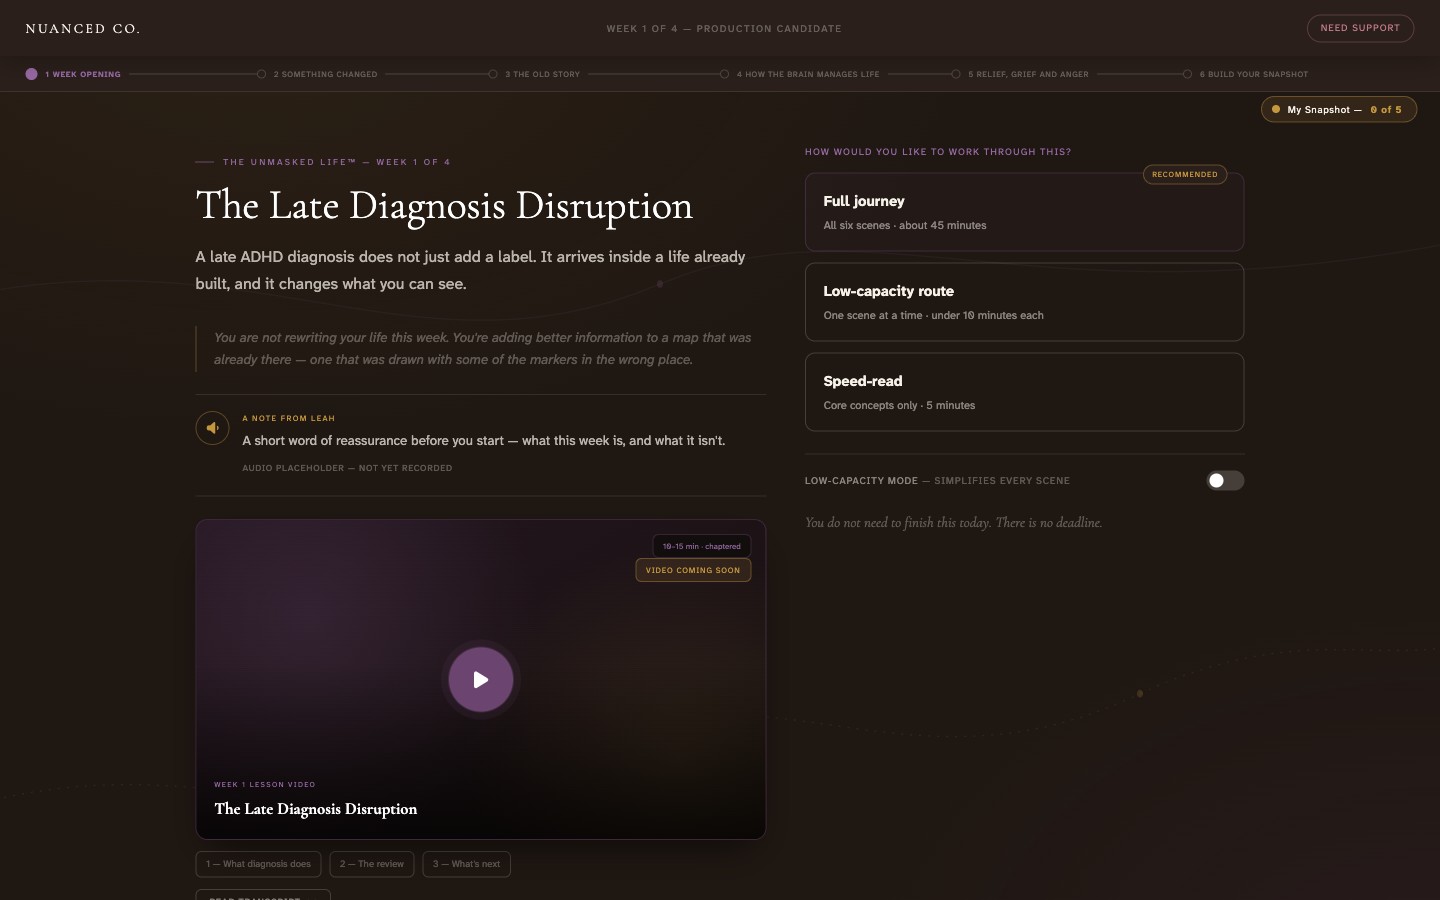 NUANCED CO.
WEEK 1 OF 4 — PRODUCTION CANDIDATE
NEED SUPPORT
1 WEEK OPENING
2 SOMETHING CHANGED
3 THE OLD STORY
4 HOW THE BRAIN MANAGES LIFE
5 RELIEF, GRIEF AND ANGER
6 BUILD YOUR SNAPSHOT
My Snapshot — 0 of 5
THE UNMASKED LIFE™ — WEEK 1 OF 4
The Late Diagnosis Disruption
A late ADHD diagnosis does not just add a label. It arrives inside a life already
built, and it changes what you can see.
You are not rewriting your life this week. You're adding better information to a map that was
already there — one that was drawn with some of the markers in the wrong place.
A NOTE FROM LEAH
A short word of reassurance before you start — what this week is, and what it isn't.
AUDIO PLACEHOLDER — NOT YET RECORDED
10–15 min · chaptered
VIDEO COMING SOON
WEEK 1 LESSON VIDEO
The Late Diagnosis Disruption
1 — What diagnosis does
2 — The review
3 — What's next
READ TRANSCRIPT
HOW WOULD YOU LIKE TO WORK THROUGH THIS?
RECOMMENDED
Full journey
All six scenes · about 45 minutes
Low-capacity route
One scene at a time · under 10 minutes each
Speed-read
Core concepts only · 5 minutes
LOW-CAPACITY MODE — SIMPLIFIES EVERY SCENE
You do not need to finish this today. There is no deadline.